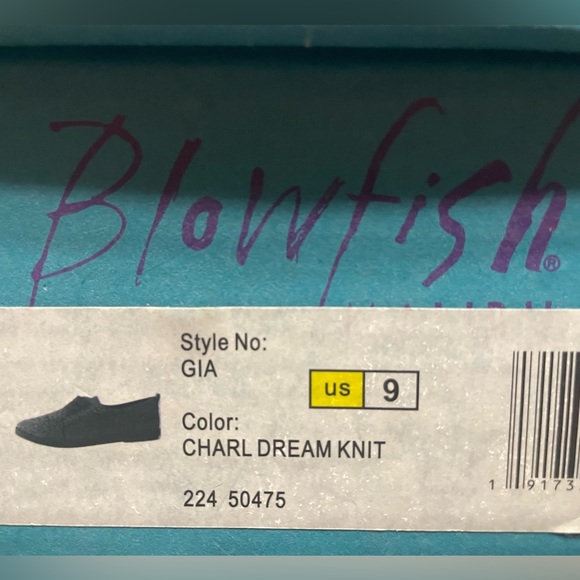 Blowfish®
Style No:
GIA
us 9
Color:
CHARL DREAM KNIT
224 50475
1 9173